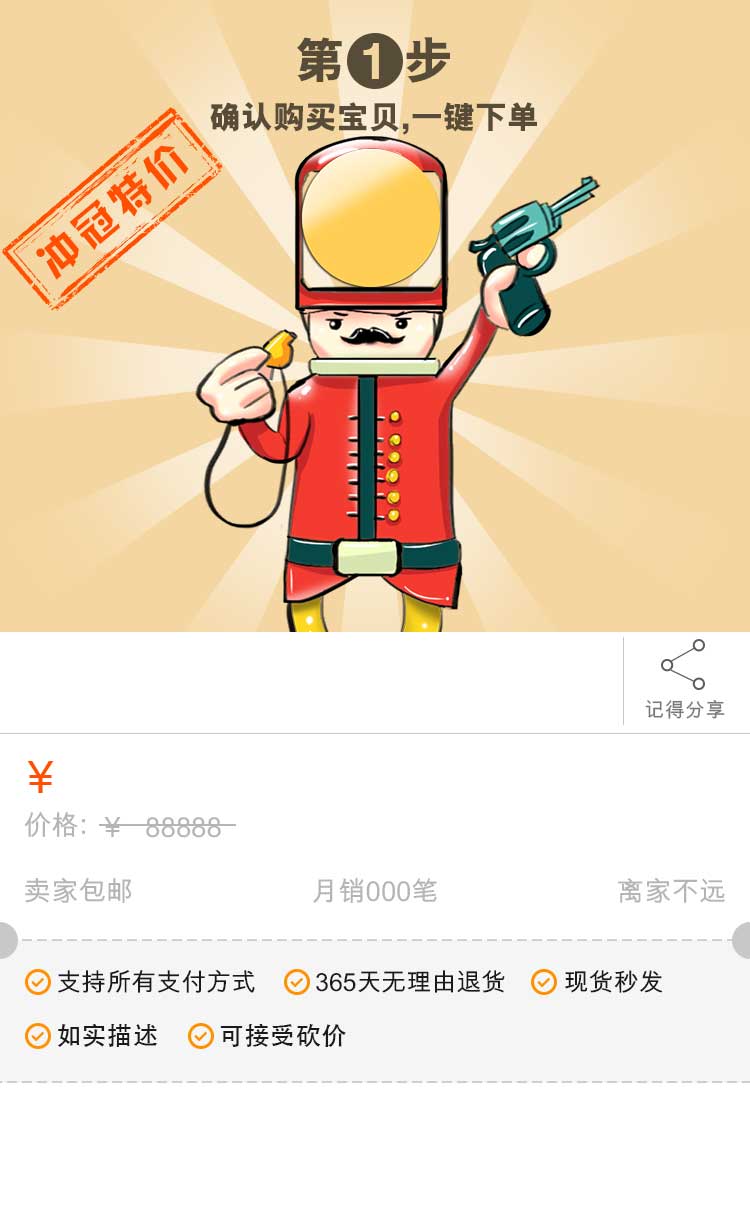 第1步
确认购买宝贝,一键下单
冲冠特价
记得分享
¥
价格: ¥ 88888
卖家包邮 月销000笔 离家不远
支持所有支付方式 365天无理由退货 现货秒发
如实描述 可接受砍价